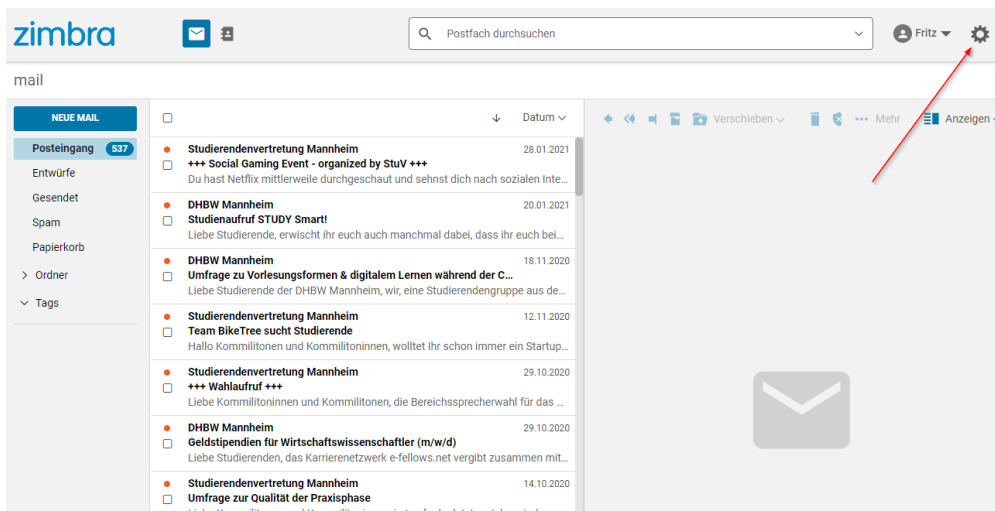 zimbra
Postfach durchsuchen
Fritz
mail
NEUE MAIL
Posteingang 537
Entwürfe
Gesendet
Spam
Papierkorb
Ordner
Tags
Datum
Studierendenvertretung Mannheim 28.01.2021
+++ Social Gaming Event - organized by StuV +++
Du hast Netflix mittlerweile durchgeschaut und sehnst dich nach sozialen Inte...
DHBW Mannheim 20.01.2021
Studienaufruf STUDY Smart!
Liebe Studierende, erwischt ihr euch auch manchmal dabei, dass ihr euch bei...
DHBW Mannheim 18.11.2020
Umfrage zu Vorlesungsformen & digitalem Lernen während der C...
Liebe Studierende der DHBW Mannheim, wir, eine Studierendengruppe aus de...
Studierendenvertretung Mannheim 12.11.2020
Team BikeTree sucht Studierende
Hallo Kommilitonen und Kommilitoninnen, wolltet Ihr schon immer ein Startup...
Studierendenvertretung Mannheim 29.10.2020
+++ Wahlaufruf +++
Liebe Kommilitoninnen und Kommilitonen, die Bereichssprecherwahl für das ...
DHBW Mannheim 29.10.2020
Geldstipendien für Wirtschaftswissenschaftler (m/w/d)
Liebe Studierenden, das Karrierenetzwerk e-fellows.net vergibt zusammen mit...
Studierendenvertretung Mannheim 14.10.2020
Umfrage zur Qualität der Praxisphase
Verschieben
Mehr
Anzeigen